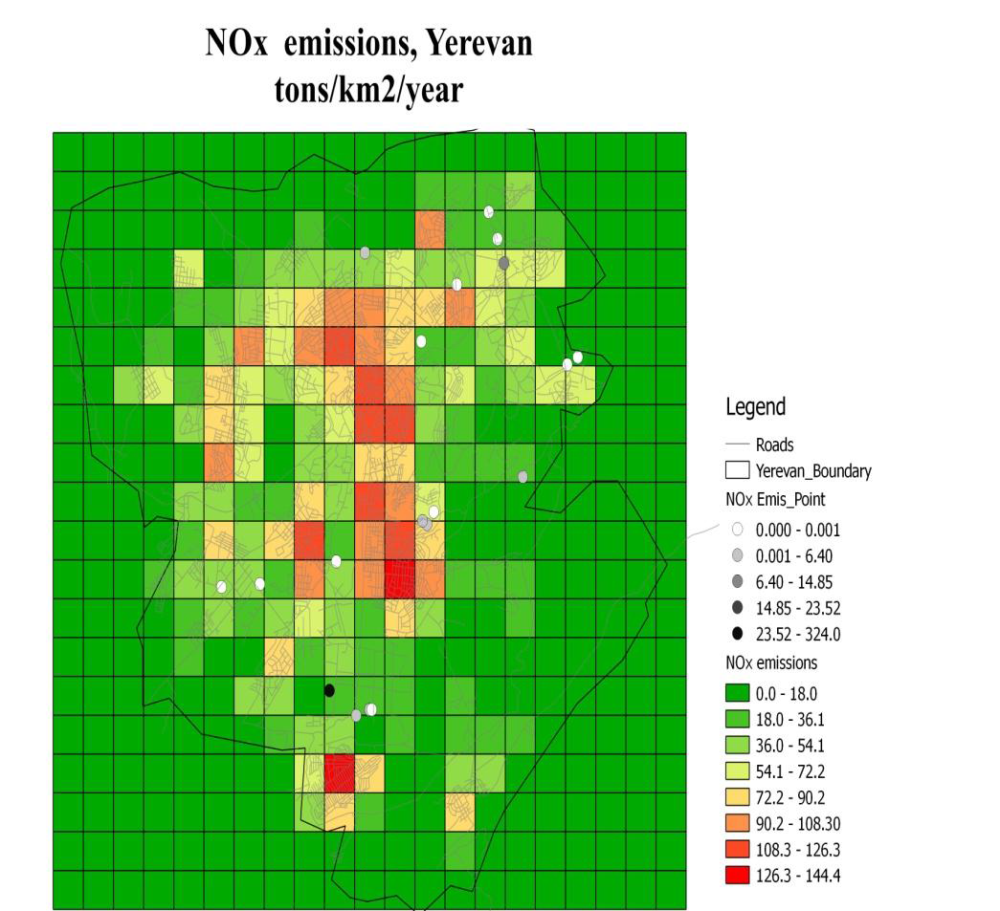 NOx emissions, Yerevan
tons/km2/year
Legend
Roads
Yerevan_Boundary
NOx Emis_Point
0.000 - 0.001
0.001 - 6.40
6.40 - 14.85
14.85 - 23.52
23.52 - 324.0
NOx emissions
0.0 - 18.0
18.0 - 36.1
36.0 - 54.1
54.1 - 72.2
72.2 - 90.2
90.2 - 108.30
108.3 - 126.3
126.3 - 144.4